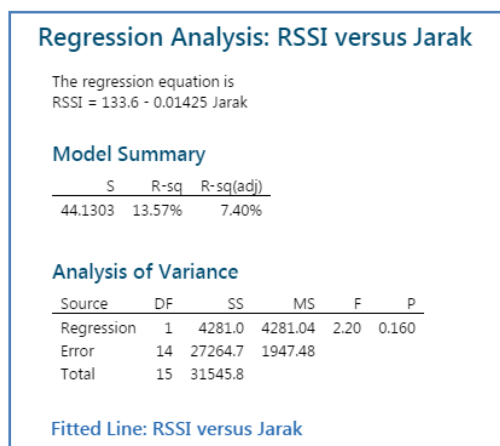 Regression Analysis: RSSI versus Jarak
The regression equation is
RSSI = 133.6 - 0.01425 Jarak
Model Summary
S R-sq R-sq(adj)
44.1303 13.57% 7.40%
Analysis of Variance
Source DF SS MS F P
Regression 1 4281.0 4281.04 2.20 0.160
Error 14 27264.7 1947.48
Total 15 31545.8
Fitted Line: RSSI versus Jarak